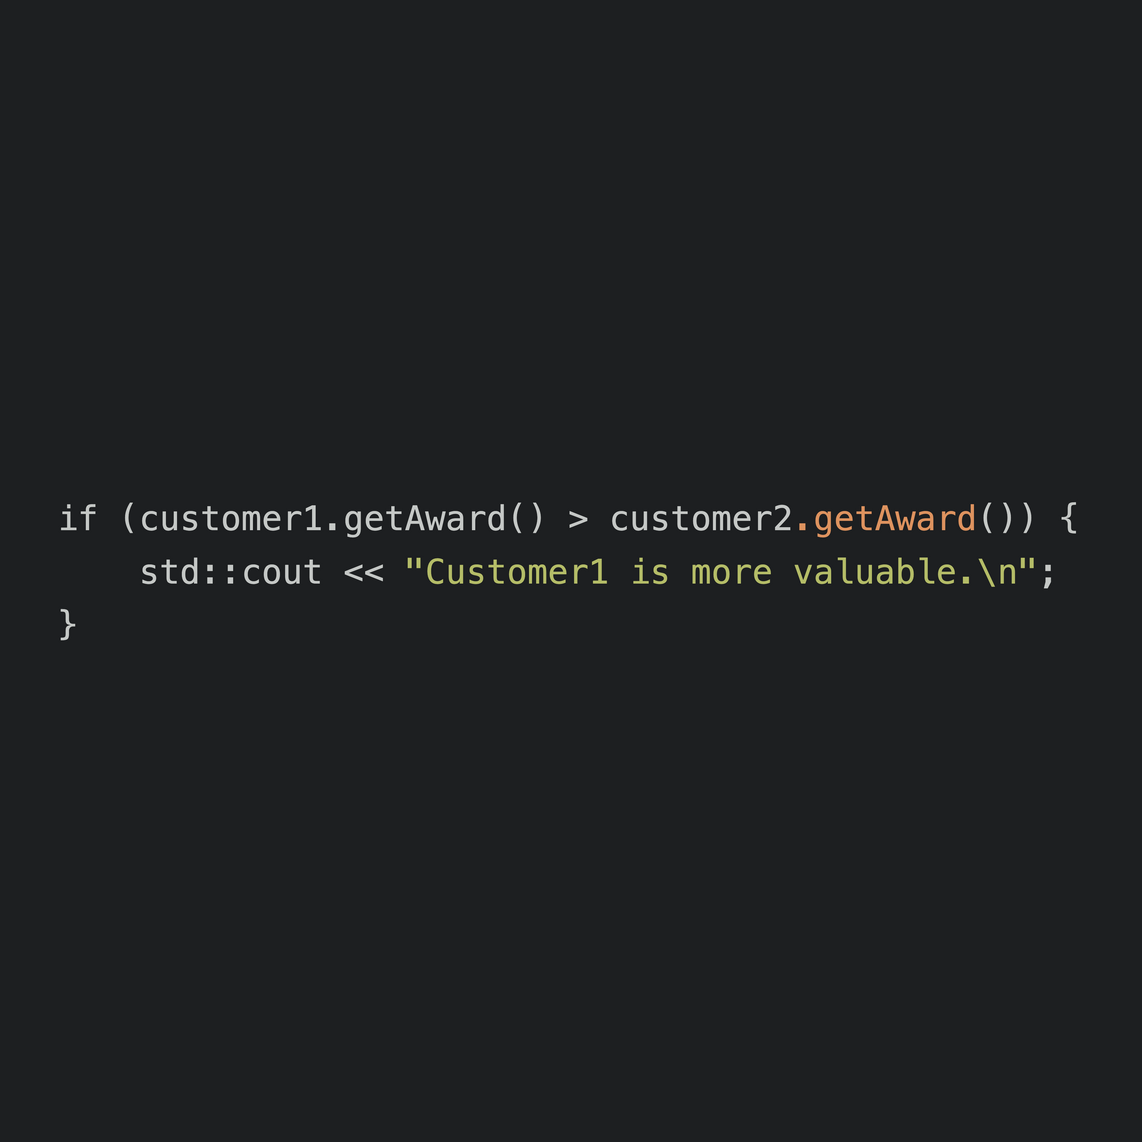 if (customer1.getAward() > customer2.getAward()) {
    std::cout << "Customer1 is more valuable.\n";
}